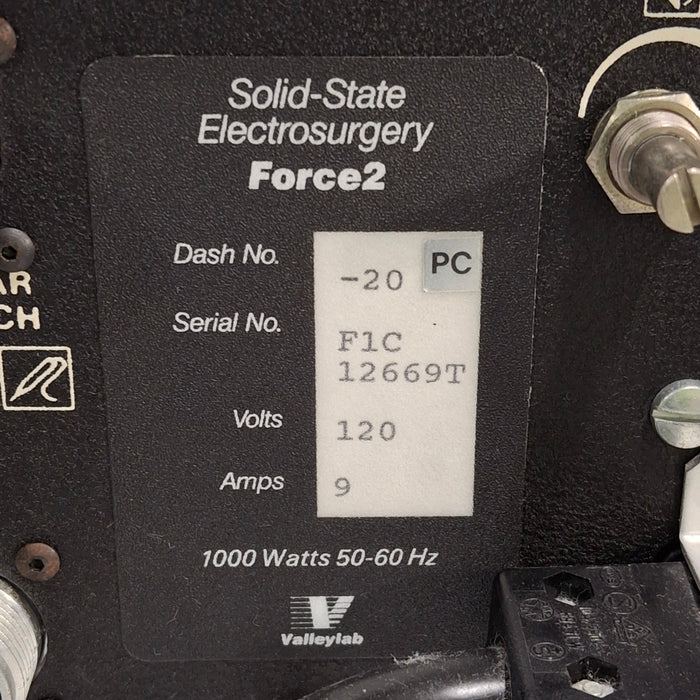 Solid-State
Electrosurgery
Force2
Dash No. -20 PC
Serial No. F1C
12669T
Volts 120
Amps 9
1000 Watts 50-60 Hz
Valleylab
AR
CH